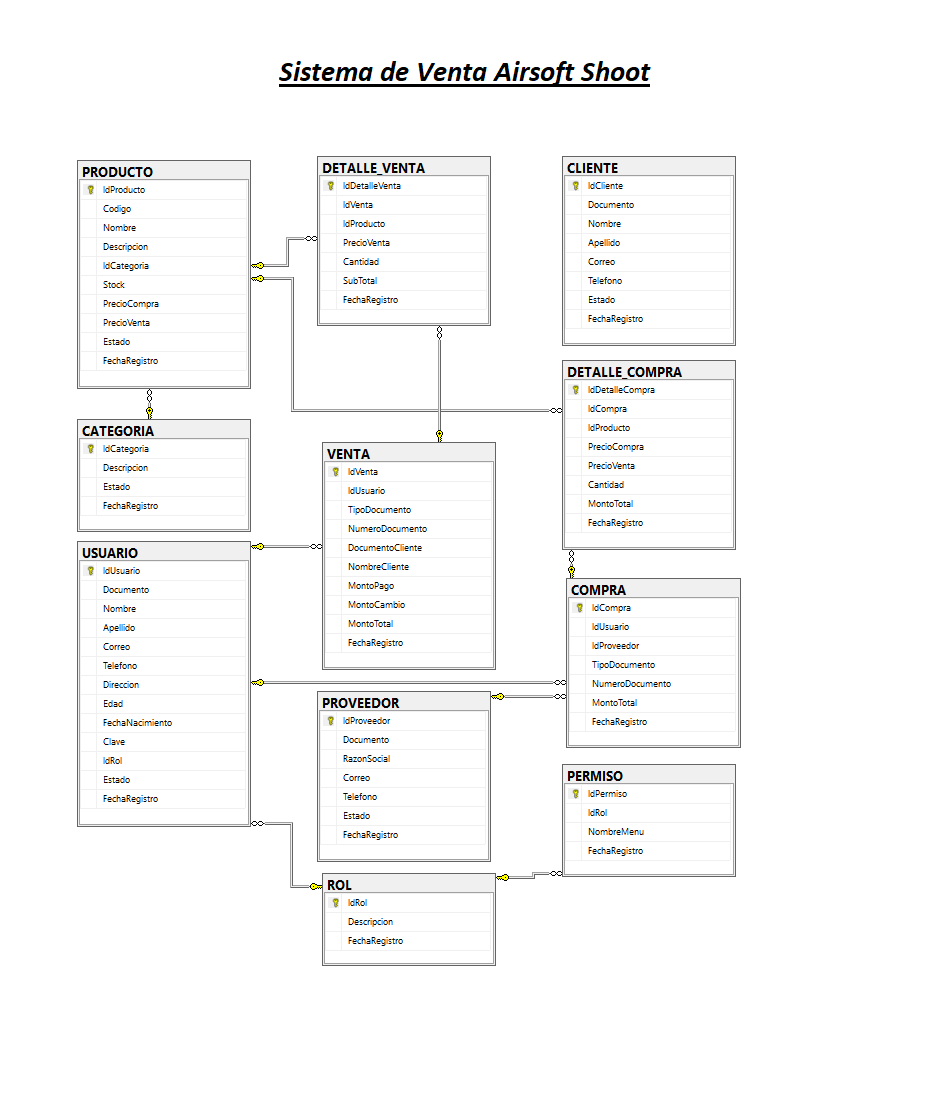 Sistema de Venta Airsoft Shoot
PRODUCTO
IdProducto
Codigo
Nombre
Descripcion
IdCategoria
Stock
PrecioCompra
PrecioVenta
Estado
FechaRegistro
DETALLE_VENTA
IdDetalleVenta
IdVenta
IdProducto
PrecioVenta
Cantidad
SubTotal
FechaRegistro
CLIENTE
IdCliente
Documento
Nombre
Apellido
Correo
Telefono
Estado
FechaRegistro
DETALLE_COMPRA
IdDetalleCompra
IdCompra
IdProducto
PrecioCompra
PrecioVenta
Cantidad
MontoTotal
FechaRegistro
CATEGORIA
IdCategoria
Descripcion
Estado
FechaRegistro
VENTA
IdVenta
IdUsuario
TipoDocumento
NumeroDocumento
DocumentoCliente
NombreCliente
MontoPago
MontoCambio
MontoTotal
FechaRegistro
USUARIO
IdUsuario
Documento
Nombre
Apellido
Correo
Telefono
Direccion
Edad
FechaNacimiento
Clave
IdRol
Estado
FechaRegistro
COMPRA
IdCompra
IdUsuario
IdProveedor
TipoDocumento
NumeroDocumento
MontoTotal
FechaRegistro
PROVEEDOR
IdProveedor
Documento
RazonSocial
Correo
Telefono
Estado
FechaRegistro
PERMISO
IdPermiso
IdRol
NombreMenu
FechaRegistro
ROL
IdRol
Descripcion
FechaRegistro